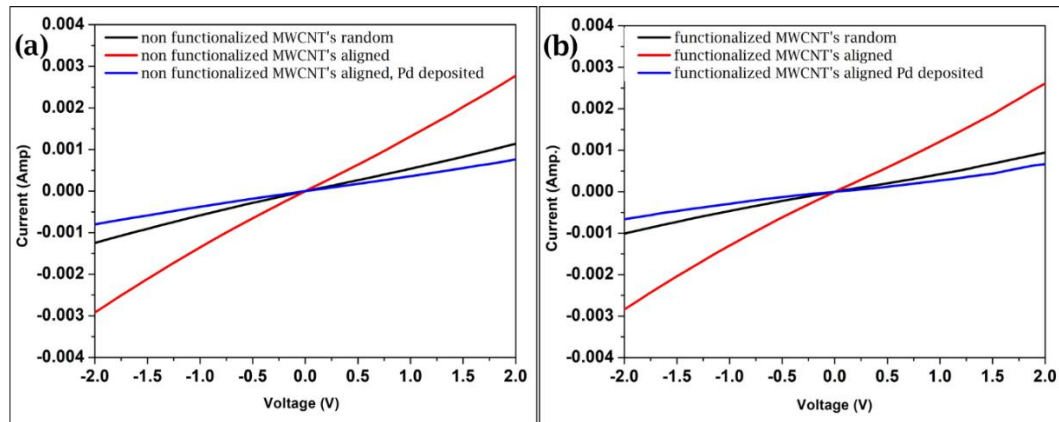 (a)
non functionalized MWCNT's random
non functionalized MWCNT's aligned
non functionalized MWCNT's aligned, Pd deposited
0.004
0.003
0.002
0.001
0.000
-0.001
-0.002
-0.003
-0.004
Current (Amp)
-2.0 -1.5 -1.0 -0.5 0.0 0.5 1.0 1.5 2.0
Voltage (V)
(b)
functionalized MWCNT's random
functionalized MWCNT's aligned
functionalized MWCNT's aligned Pd deposited
0.004
0.003
0.002
0.001
0.000
-0.001
-0.002
-0.003
-0.004
Current (Amp.)
-2.0 -1.5 -1.0 -0.5 0.0 0.5 1.0 1.5 2.0
Voltage (V)